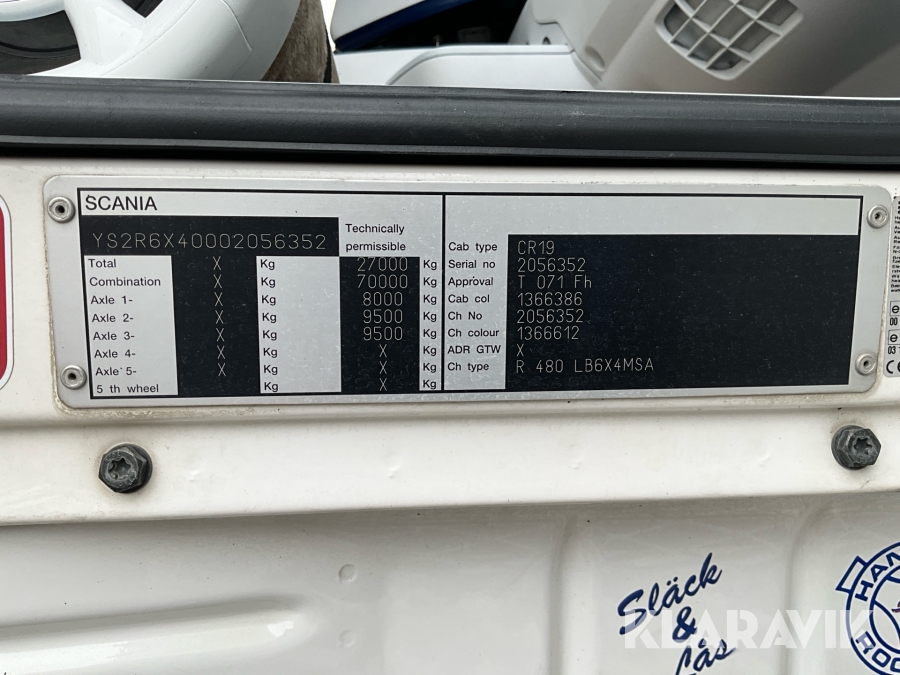 SCANIA
YS2R6X40002056352
Technically
permissible
Total X Kg 27000 Kg
Combination X Kg 70000 Kg
Axle 1- X Kg 8000 Kg
Axle 2- X Kg 9500 Kg
Axle 3- X Kg 9500 Kg
Axle 4- X Kg X Kg
Axle 5- X Kg X Kg
5 th wheel Kg X Kg
Cab type CR19
Serial no 2056352
Approval T 071 Fh
Cab col 1366386
Ch No 2056352
Ch colour 1366612
ADR GTW X
Ch type R 480 LB6X4MSA
00
03
Släck
&
Lås
KLARAVIK